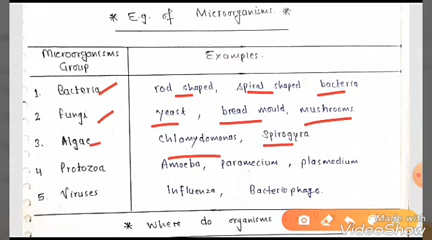 * E.g. of Microorganisms. *
Microorganisms Group	Examples.
1. Bacteria	rod shaped, spiral shaped bacteria
2 Fungi	yeast, bread mould, mushrooms
3. Algae	Chlamydomonas, Spirogyra
4 Protozoa	Amoeba, paramecium, plasmodium
5. Viruses	Influenza, Bacteriophage.
* Where do organisms
Made with
VideoShow